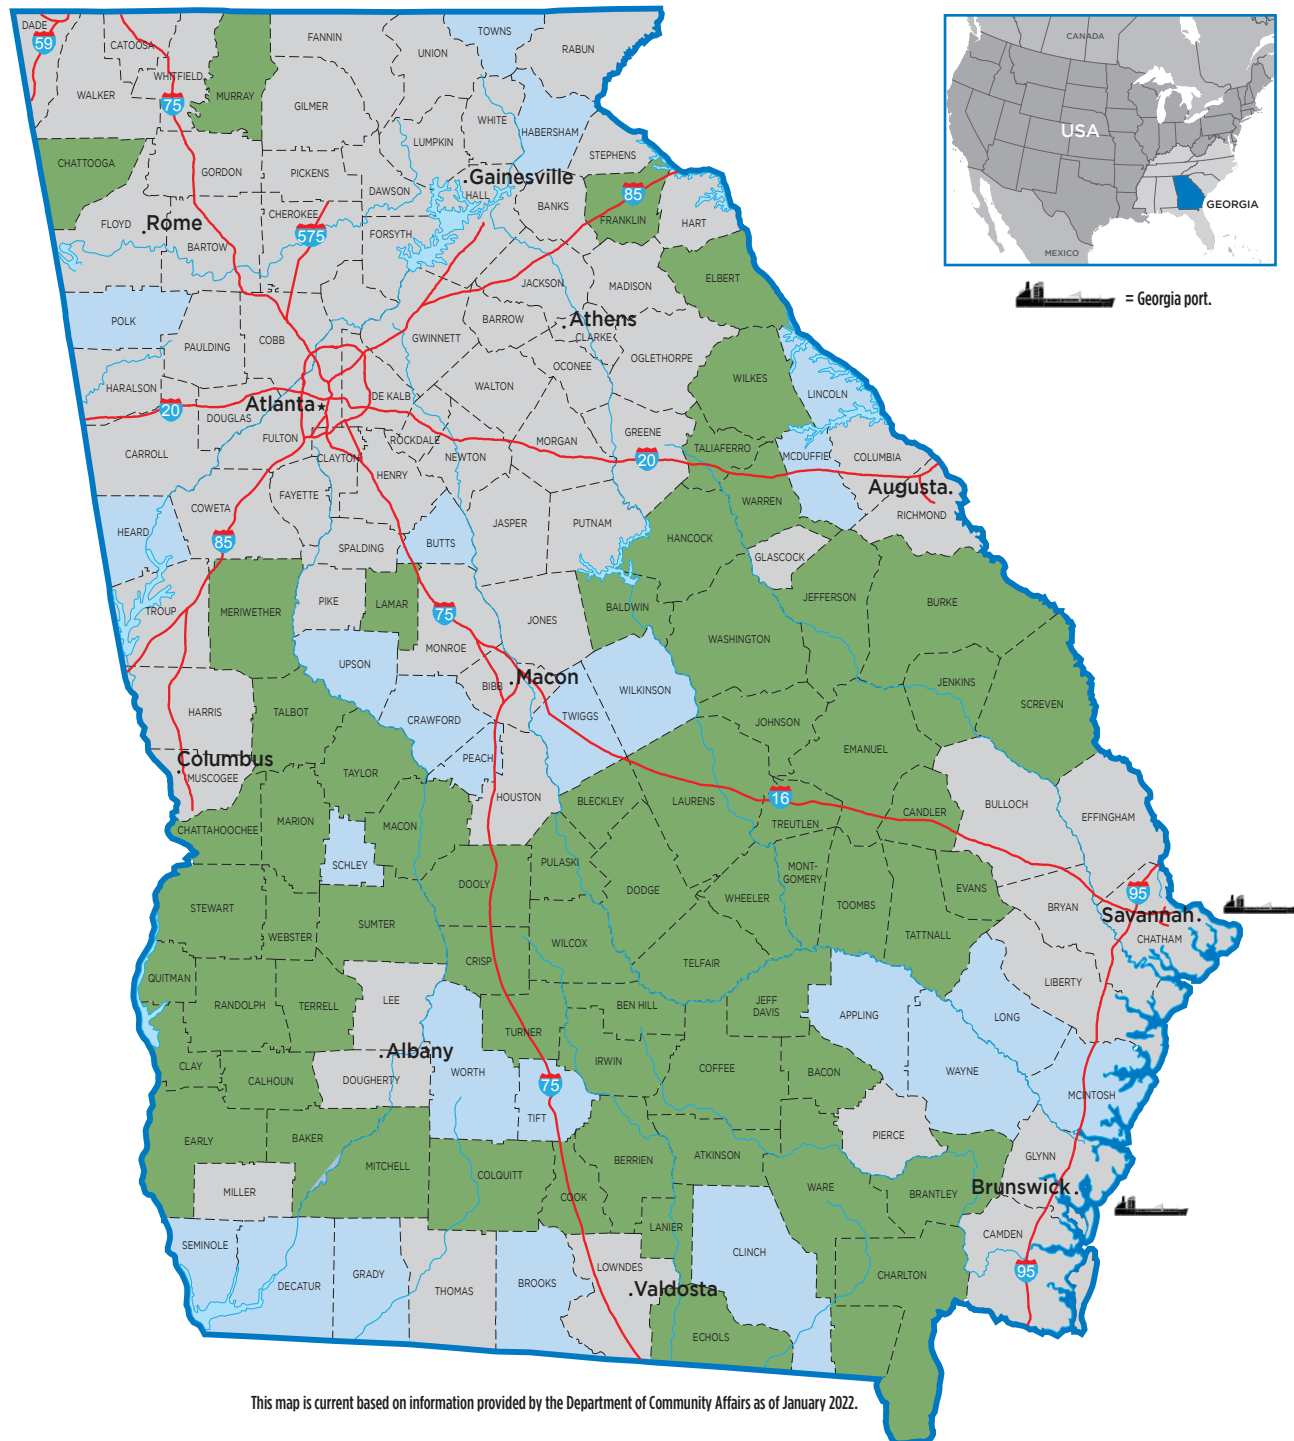 DADE
59
CATOOSA
FANNIN
UNION
TOWNS
RABUN
WALKER
WHITFIELD
75
MURRAY
GILMER
WHITE
HABERSHAM
LUMPKIN
STEPHENS
CHATTOOGA
GORDON
PICKENS
DAWSON
Gainesville
HALL
BANKS
85
FRANKLIN
HART
FLOYD
Rome
CHEROKEE
575
FORSYTH
BARTOW
JACKSON
MADISON
ELBERT
POLK
PAULDING
COBB
GWINNETT
BARROW
Athens
CLARKE
OCONEE
OGLETHORPE
WILKES
LINCOLN
HARALSON
20
DOUGLAS
Atlanta
DE KALB
WALTON
CARROLL
FULTON
CLAYTON
ROCKDALE
NEWTON
MORGAN
GREENE
20
TALIAFERRO
MCDUFFIE
COLUMBIA
HENRY
FAYETTE
COWETA
85
HEARD
SPALDING
BUTTS
JASPER
PUTNAM
HANCOCK
WARREN
Augusta
RICHMOND
GLASCOCK
TROUP
MERIWETHER
PIKE
LAMAR
75
MONROE
JONES
BALDWIN
WASHINGTON
JEFFERSON
BURKE
UPSON
BIBB
Macon
WILKINSON
TWIGGS
JENKINS
SCREVEN
HARRIS
TALBOT
CRAWFORD
PEACH
JOHNSON
EMANUEL
Columbus
MUSCOGEE
TAYLOR
HOUSTON
BLECKLEY
LAURENS
16
TREUTLEN
CANDLER
BULLOCH
EFFINGHAM
CHATTAHOOCHEE
MARION
MACON
SCHLEY
DOOLY
PULASKI
DODGE
WHEELER
MONT-
GOMERY
TOOMBS
EVANS
TATTNALL
BRYAN
95
Savannah
CHATHAM
STEWART
WEBSTER
SUMTER
WILCOX
CRISP
TELFAIR
LIBERTY
QUITMAN
RANDOLPH
TERRELL
LEE
BEN HILL
JEFF
DAVIS
APPLING
LONG
TURNER
CLAY
CALHOUN
Albany
DOUGHERTY
WORTH
75
TIFT
IRWIN
COFFEE
BACON
WAYNE
MCINTOSH
EARLY
BAKER
MITCHELL
COLQUITT
COOK
BERRIEN
ATKINSON
PIERCE
GLYNN
MILLER
WARE
BRANTLEY
Brunswick
LANIER
SEMINOLE
DECATUR
GRADY
THOMAS
BROOKS
LOWNDES
Valdosta
CLINCH
CHARLTON
CAMDEN
95
ECHOLS
CANADA
USA
GEORGIA
MEXICO
= Georgia port.
This map is current based on information provided by the Department of Community Affairs as of January 2022.